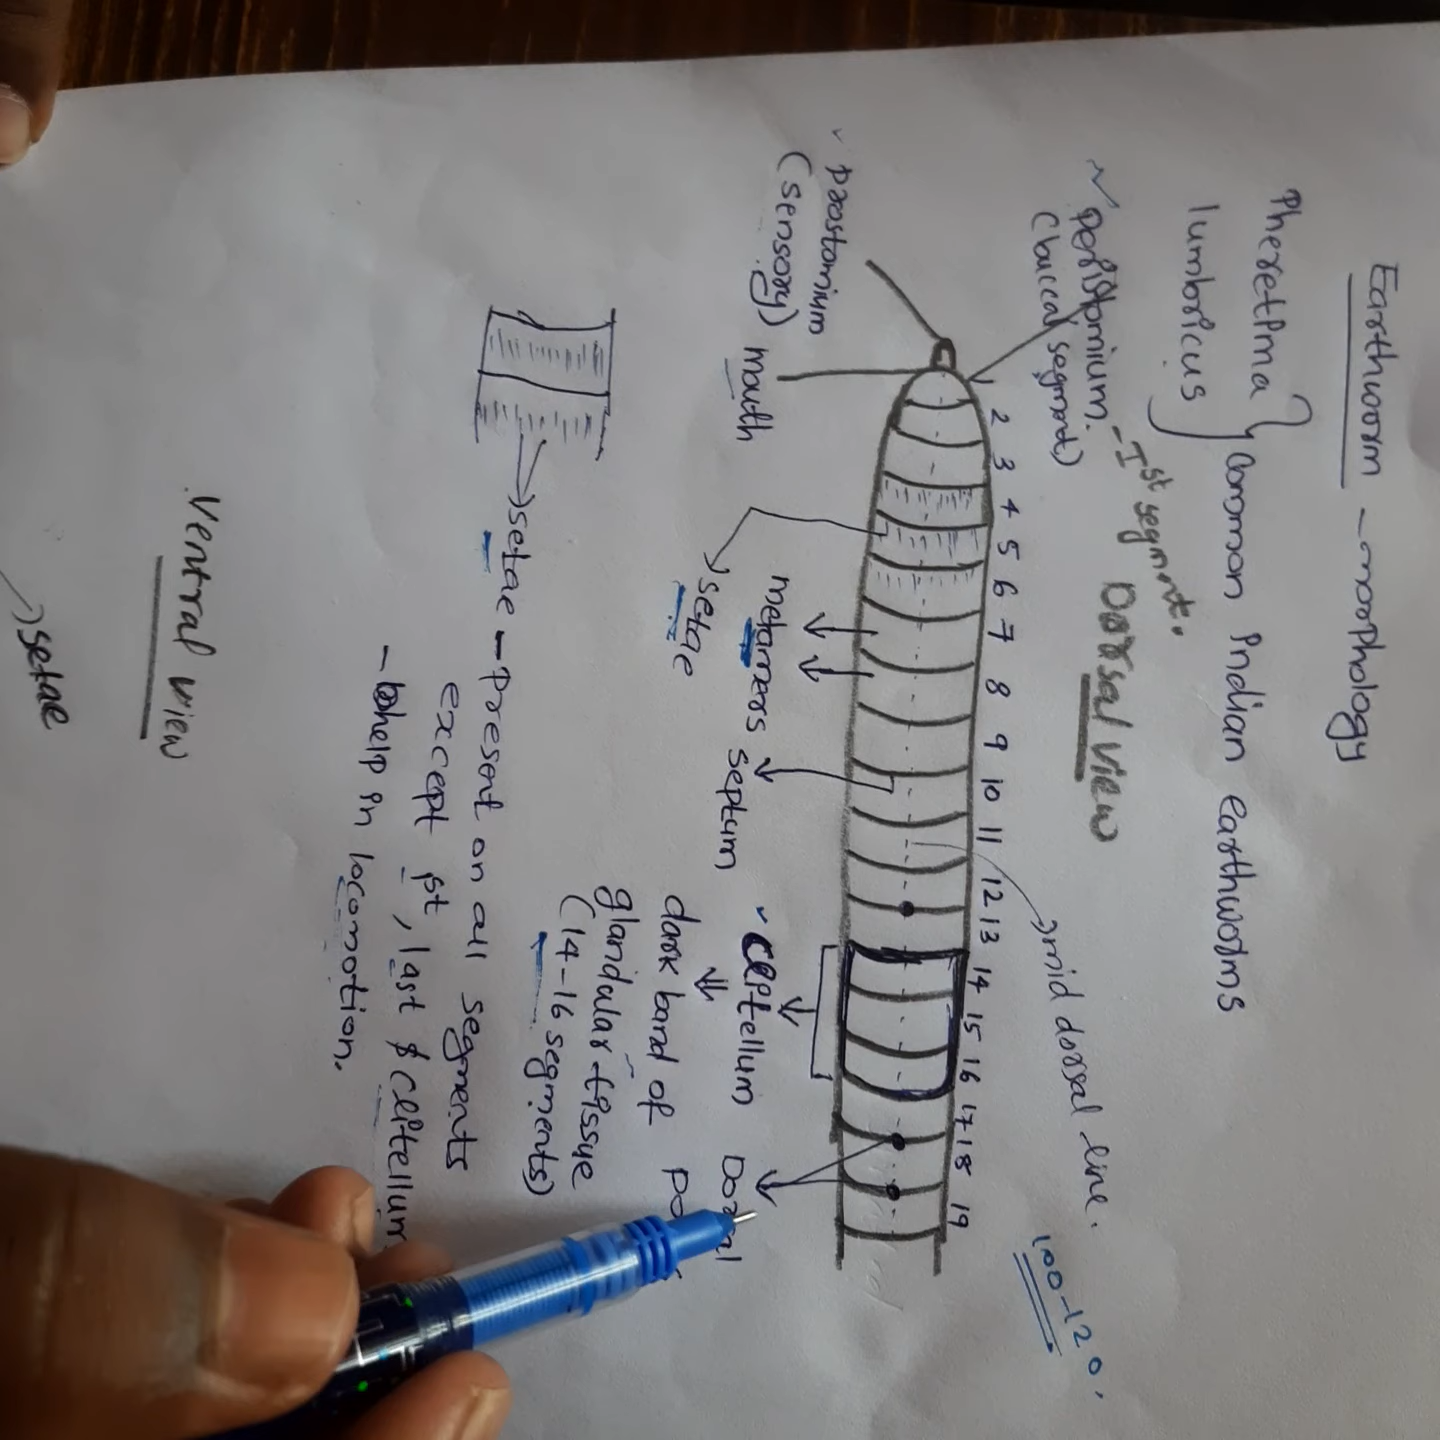 Earthworm - morphology
Pheretima
lumbricus
Common Indian earthworms
peristomium. - Ist segment.
(buccal segment)
Dorsal view
prostomium
(sensory)
mouth
2 3 4 5 6 7 8 9 10 11 12 13 14 15 16 17 18 19
mid dorsal line.
100-120.
setae
metamers
septum
Clitellum
dark band of
glandular tissue
(14-16 segments)
Dorsal
setae - Present on all segments
except 1st, last & Clitellum
- help in locomotion.
Ventral view
setae